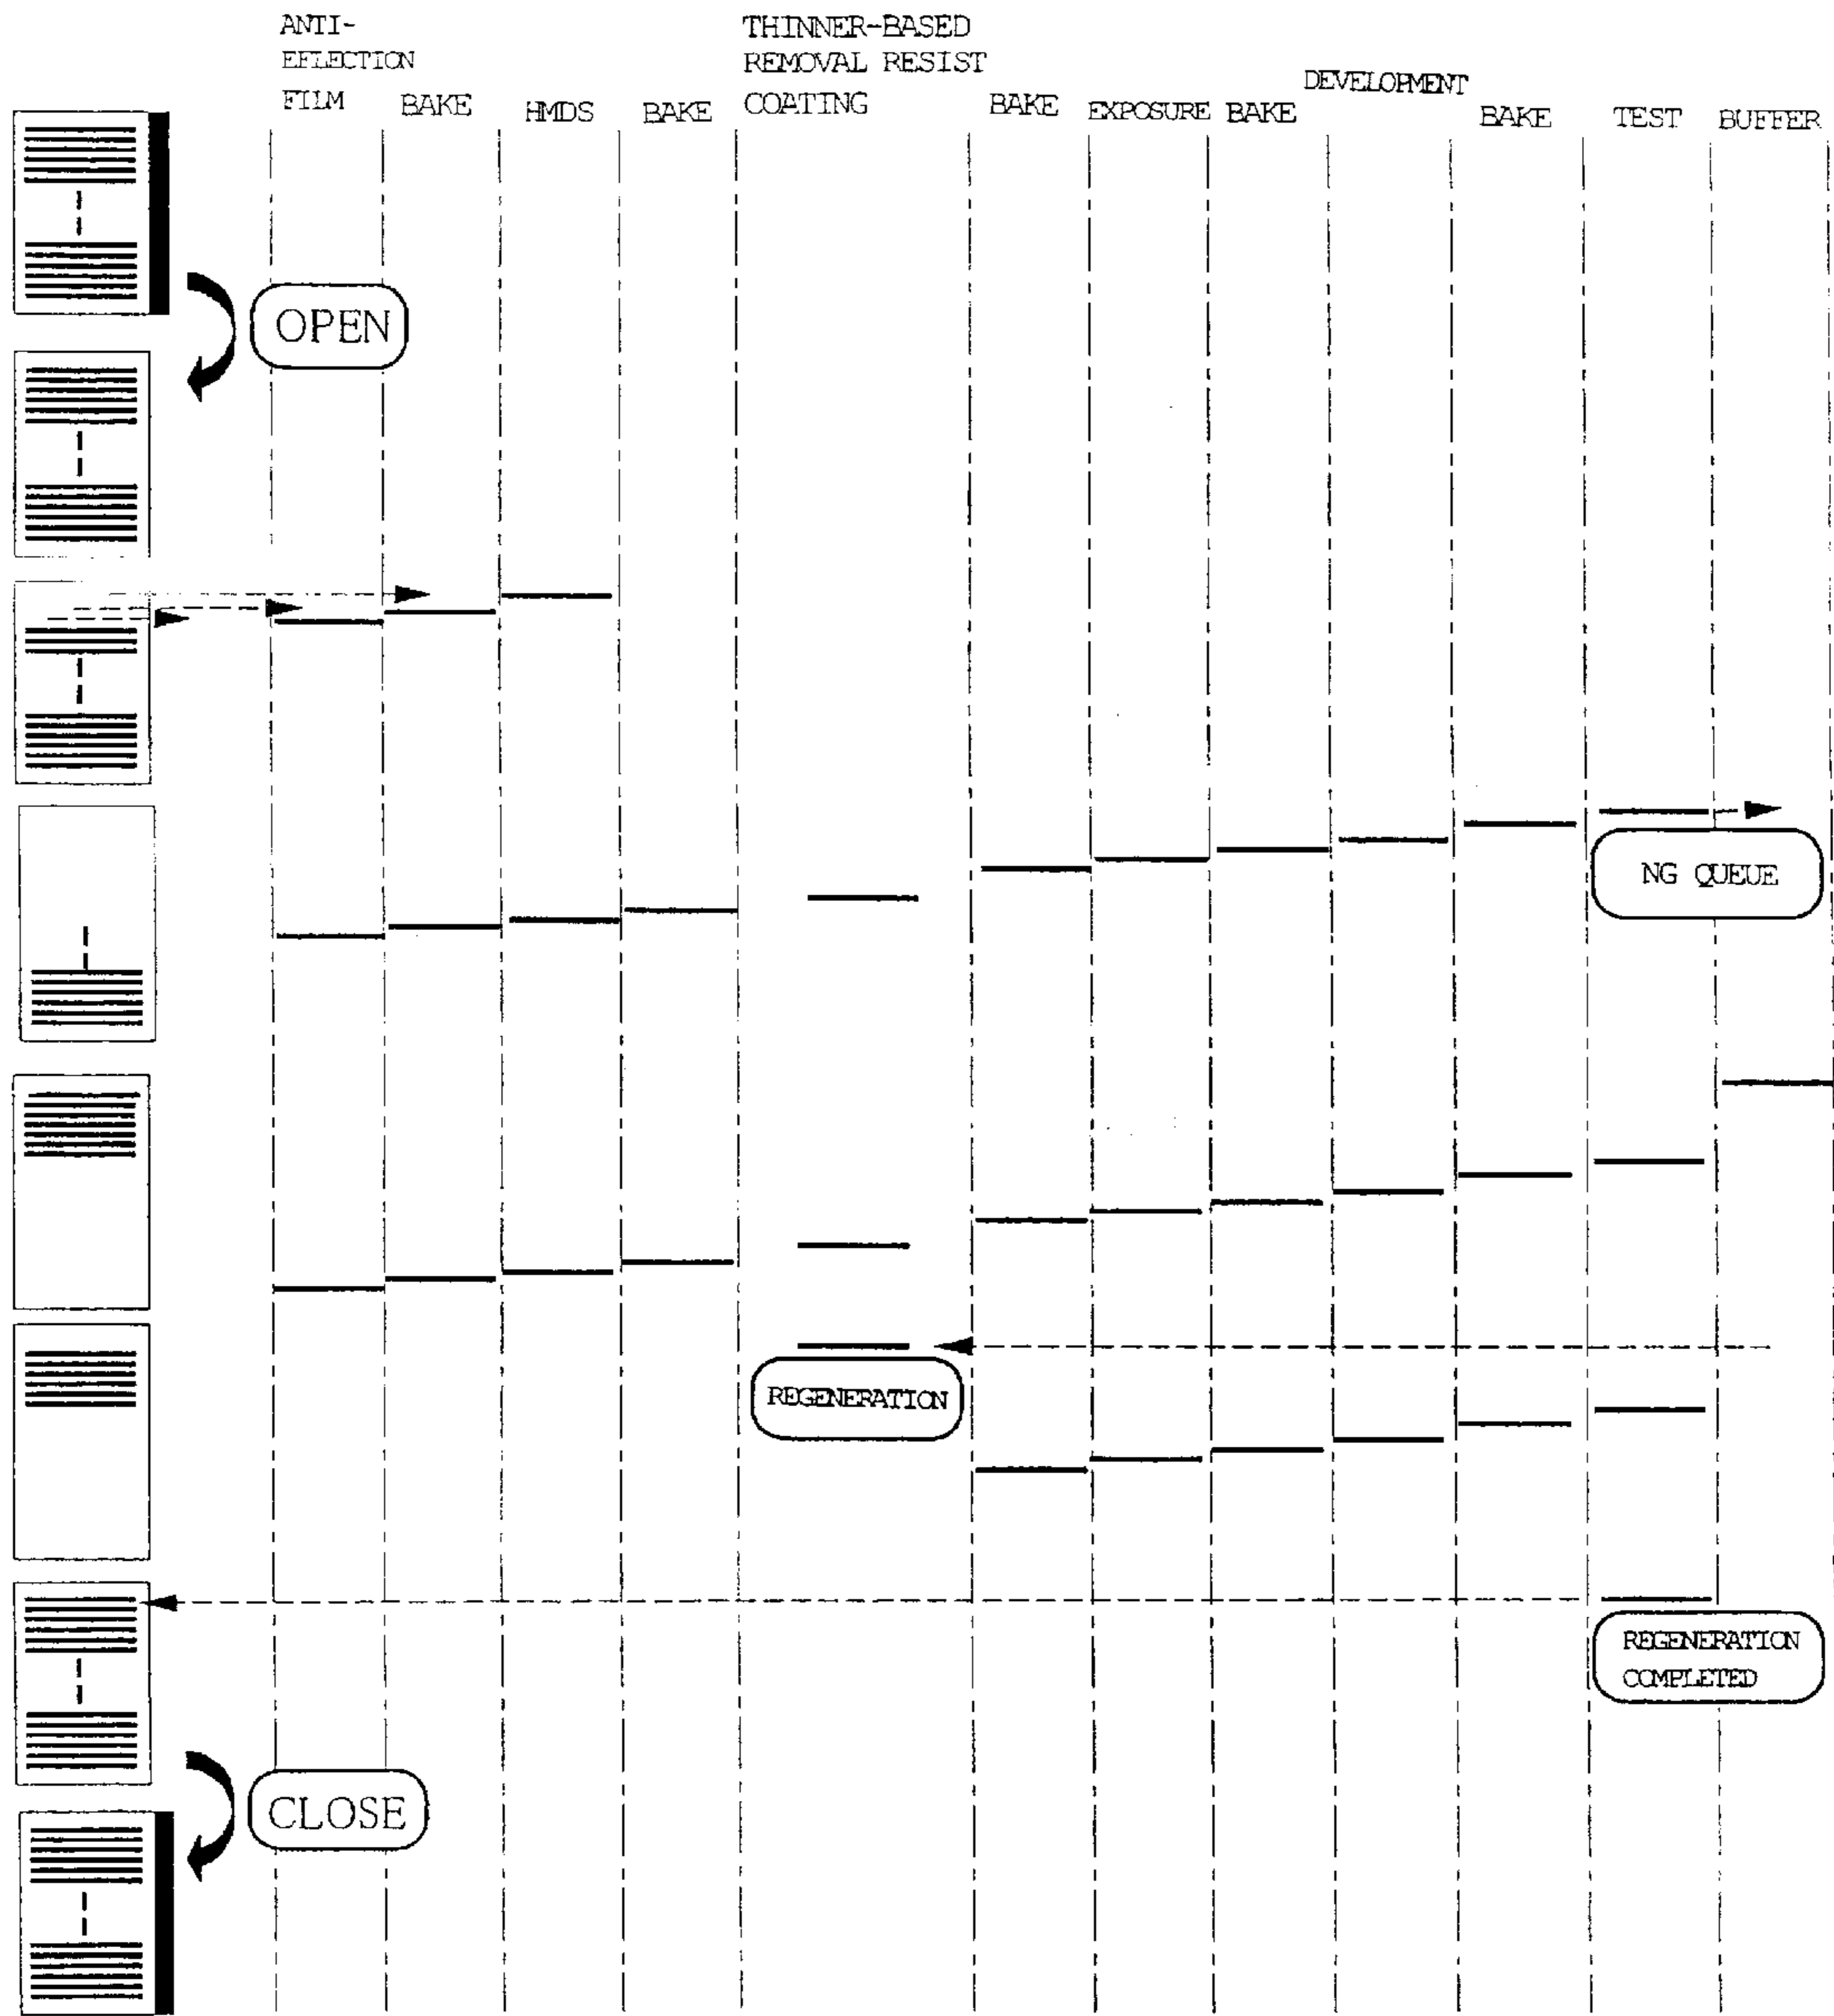 ANTI-
EFLECTION
FILM
BAKE
HMDS
BAKE
THINNER-BASED
REMOVAL RESIST
COATING
BAKE
EXPOSURE
BAKE
DEVELOPMENT
BAKE
TEST
BUFFER
OPEN
NG QUEUE
REGENERATION
REGENERATION
COMPLETED
CLOSE